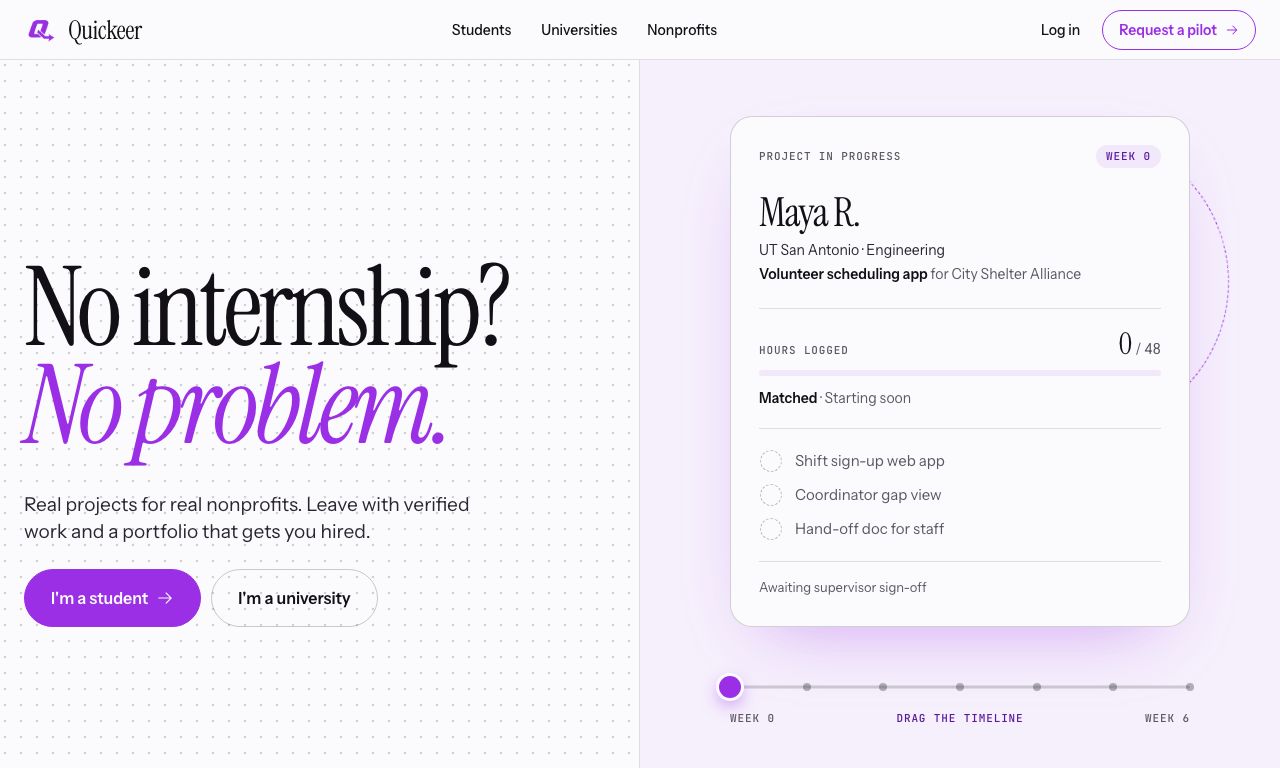 Quickeer
Students
Universities
Nonprofits
Log in
Request a pilot →
No internship?
No problem.
Real projects for real nonprofits. Leave with verified
work and a portfolio that gets you hired.
I'm a student →
I'm a university
PROJECT IN PROGRESS
WEEK 0
Maya R.
UT San Antonio · Engineering
Volunteer scheduling app for City Shelter Alliance
HOURS LOGGED
0 / 48
Matched · Starting soon
Shift sign-up web app
Coordinator gap view
Hand-off doc for staff
Awaiting supervisor sign-off
WEEK 0
DRAG THE TIMELINE
WEEK 6